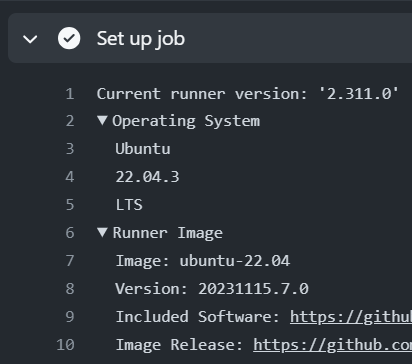 Set up job
1 Current runner version: '2.311.0'
2 ▼ Operating System
3 Ubuntu
4 22.04.3
5 LTS
6 ▼ Runner Image
7 Image: ubuntu-22.04
8 Version: 20231115.7.0
9 Included Software: https://githu
10 Image Release: https://github.co